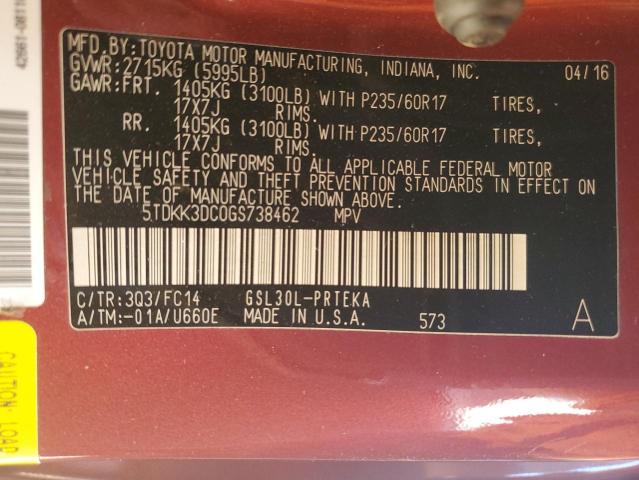 42661-0811
MFD.BY:TOYOTA MOTOR MANUFACTURING, INDIANA, INC.
GVWR:2715KG (5995LB) 04/16
GAWR:FRT. 1405KG (3100LB) WITH P235/60R17 TIRES,
17X7J RIMS.
RR. 1405KG (3100LB) WITH P235/60R17 TIRES,
17X7J RIMS.
THIS VEHICLE CONFORMS TO ALL APPLICABLE FEDERAL MOTOR
VEHICLE SAFETY AND THEFT PREVENTION STANDARDS IN EFFECT ON
THE DATE OF MANUFACTURE SHOWN ABOVE.
5TDKK3DC0GS738462 MPV
C/TR:3Q3/FC14 GSL30L-PRTEKA
A/TM:-01A/U660E MADE IN U.S.A. 573 A
CAUTION: LOAD